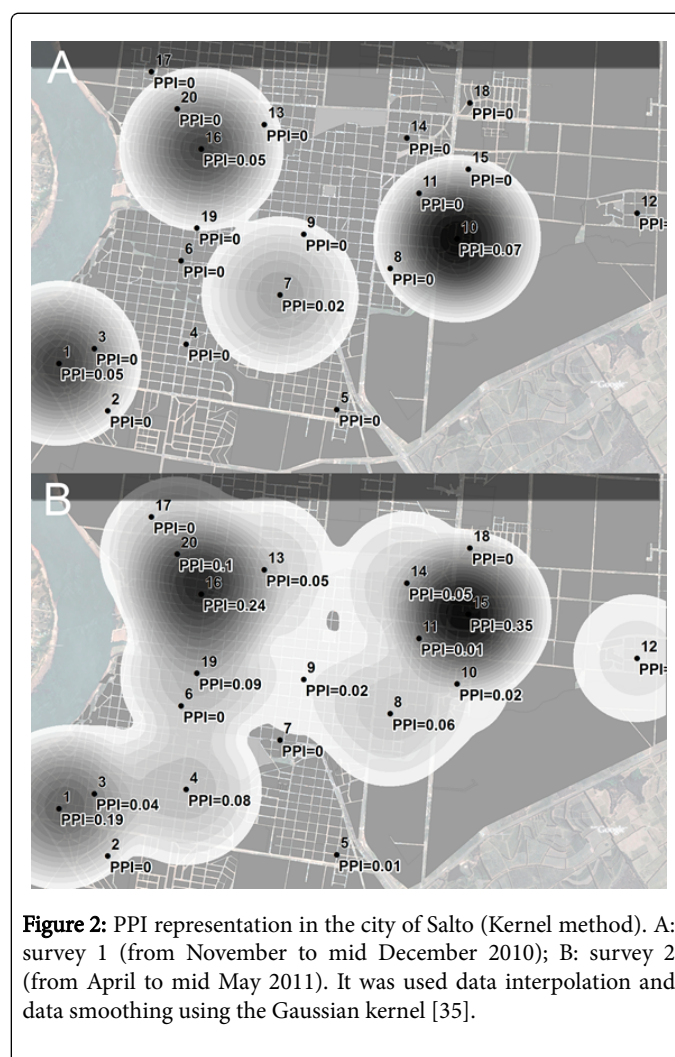 A
17
PPI=0
20
PPI=0
13
PPI=0
16
PPI=0.05
18
PPI=0
14
PPI=0
15
PPI=0
11
PPI=0
12
PPI=
10
PPI=0.07
19
PPI=0
9
PPI=0
6
PPI=0
8
PPI=0
7
PPI=0.02
4
PPI=0
3
PPI=0
1
PPI=0.05
2
PPI=0
5
PPI=0
Google
B
17
PPI=0
20
PPI=0.1
13
PPI=0.05
16
PPI=0.24
18
PPI=0
14
PPI=0.05
15
PPI=0.35
11
PPI=0.01
12
PPI=
19
PPI=0.09
9
PPI=0.02
10
PPI=0.02
6
PPI=0
8
PPI=0.06
7
PPI=0
4
PPI=0.08
3
PPI=0.04
1
PPI=0.19
2
PPI=0
5
PPI=0.01
Google
Figure 2: PPI representation in the city of Salto (Kernel method). A:
survey 1 (from November to mid December 2010); B: survey 2
(from April to mid May 2011). It was used data interpolation and
data smoothing using the Gaussian kernel [35].